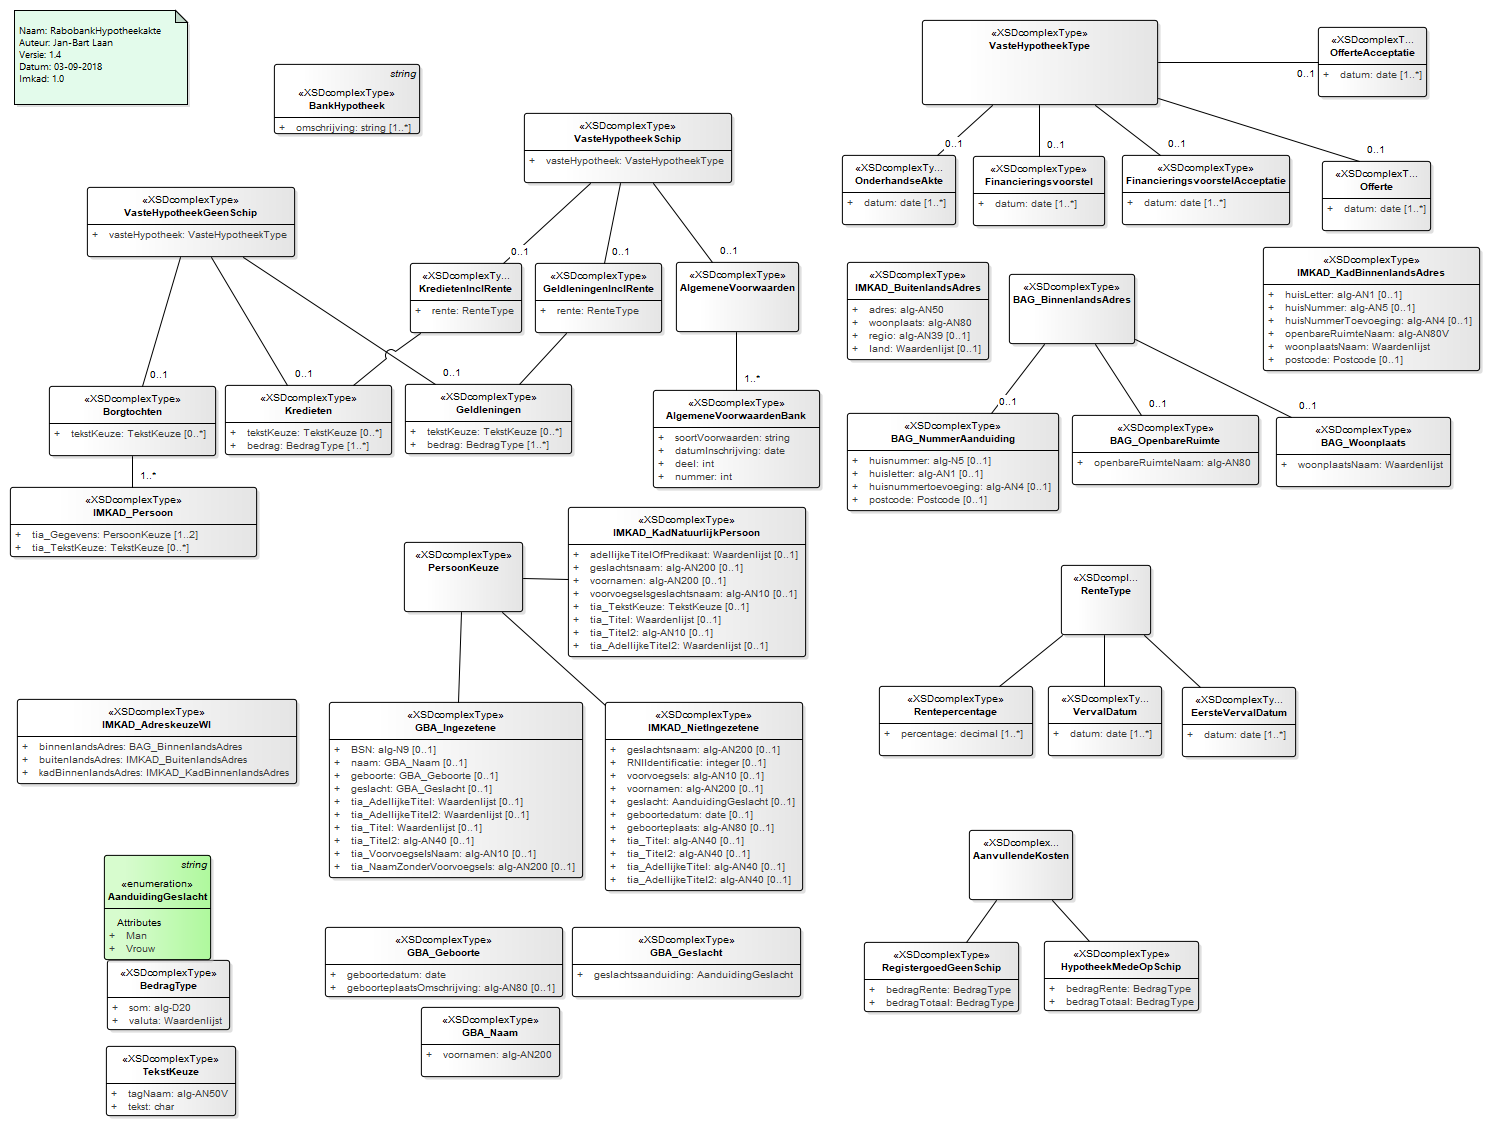 Naam: RabobankHypotheekakte
Auteur: Jan-Bart Laan
Versie: 1.4
Datum: 03-09-2018
Imkad: 1.0
string
«XSDcomplexType»
BankHypotheek
+ omschrijving: string [1..*]
«XSDcomplexType»
VasteHypotheekSchip
+ vasteHypotheek: VasteHypotheekType
«XSDcomplexType»
VasteHypotheekGeenSchip
+ vasteHypotheek: VasteHypotheekType
«XSDcomplexType»
VasteHypotheekType
«XSDcomplexT...
OfferteAcceptatie
+ datum: date [1..*]
0..1
0..1
0..1
0..1
0..1
«XSDcomplexTy...
OnderhandseAkte
+ datum: date [1..*]
«XSDcomplexType»
Financieringsvoorstel
+ datum: date [1..*]
«XSDcomplexType»
FinancieringsvoorstelAcceptatie
+ datum: date [1..*]
«XSDcomplexT...
Offerte
+ datum: date [1..*]
0..1
0..1
0..1
«XSDcomplexTy...
KredietenInclRente
+ rente: RenteType
«XSDcomplexType»
GeldleningenInclRente
+ rente: RenteType
«XSDcomplexType»
AlgemeneVoorwaarden
«XSDcomplexType»
IMKAD_BuitenlandsAdres
+ adres: alg-AN50
+ woonplaats: alg-AN80
+ regio: alg-AN39 [0..1]
+ land: Waardenlijst [0..1]
«XSDcomplexType»
BAG_BinnenlandsAdres
«XSDcomplexType»
IMKAD_KadBinnenlandsAdres
+ huisLetter: alg-AN1 [0..1]
+ huisNummer: alg-AN5 [0..1]
+ huisNummerToevoeging: alg-AN4 [0..1]
+ openbareRuimteNaam: alg-AN80V
+ woonplaatsNaam: Waardenlijst
+ postcode: Postcode [0..1]
0..1
0..1
0..1
1..*
0..1
0..1
0..1
«XSDcomplexType»
Borgtochten
+ tekstKeuze: TekstKeuze [0..*]
«XSDcomplexType»
Kredieten
+ tekstKeuze: TekstKeuze [0..*]
+ bedrag: BedragType [1..*]
«XSDcomplexType»
Geldleningen
+ tekstKeuze: TekstKeuze [0..*]
+ bedrag: BedragType [1..*]
«XSDcomplexType»
AlgemeneVoorwaardenBank
+ soortVoorwaarden: string
+ datumInschrijving: date
+ deel: int
+ nummer: int
«XSDcomplexType»
BAG_NummerAanduiding
+ huisnummer: alg-N5 [0..1]
+ huisletter: alg-AN1 [0..1]
+ huisnummertoevoeging: alg-AN4 [0..1]
+ postcode: Postcode [0..1]
«XSDcomplexType»
BAG_OpenbareRuimte
+ openbareRuimteNaam: alg-AN80
«XSDcomplexType»
BAG_Woonplaats
+ woonplaatsNaam: Waardenlijst
1..*
«XSDcomplexType»
IMKAD_Persoon
+ tia_Gegevens: PersoonKeuze [1..2]
+ tia_TekstKeuze: TekstKeuze [0..*]
«XSDcomplexType»
PersoonKeuze
«XSDcomplexType»
IMKAD_KadNatuurlijkPersoon
+ adellijkeTitelOfPredikaat: Waardenlijst [0..1]
+ geslachtsnaam: alg-AN200 [0..1]
+ voornamen: alg-AN200 [0..1]
+ voorvoegselsgeslachtsnaam: alg-AN10 [0..1]
+ tia_TekstKeuze: TekstKeuze [0..1]
+ tia_Titel: Waardenlijst [0..1]
+ tia_Titel2: alg-AN10 [0..1]
+ tia_AdellijkeTitel2: Waardenlijst [0..1]
«XSDcompl...
RenteType
«XSDcomplexType»
Rentepercentage
+ percentage: decimal [1..*]
«XSDcomplexTy...
VervalDatum
+ datum: date [1..*]
«XSDcomplexTy...
EersteVervalDatum
+ datum: date [1..*]
«XSDcomplexType»
IMKAD_AdreskeuzeWI
+ binnenlandsAdres: BAG_BinnenlandsAdres
+ buitenlandsAdres: IMKAD_BuitenlandsAdres
+ kadBinnenlandsAdres: IMKAD_KadBinnenlandsAdres
«XSDcomplexType»
GBA_Ingezetene
+ BSN: alg-N9 [0..1]
+ naam: GBA_Naam [0..1]
+ geboorte: GBA_Geboorte [0..1]
+ geslacht: GBA_Geslacht [0..1]
+ tia_AdellijkeTitel: Waardenlijst [0..1]
+ tia_AdellijkeTitel2: Waardenlijst [0..1]
+ tia_Titel: Waardenlijst [0..1]
+ tia_Titel2: alg-AN40 [0..1]
+ tia_VoorvoegselsNaam: alg-AN10 [0..1]
+ tia_NaamZonderVoorvoegsels: alg-AN200 [0..1]
«XSDcomplexType»
IMKAD_NietIngezetene
+ geslachtsnaam: alg-AN200 [0..1]
+ RNIIdentificatie: integer [0..1]
+ voorvoegsels: alg-AN10 [0..1]
+ voornamen: alg-AN200 [0..1]
+ geslacht: AanduidingGeslacht [0..1]
+ geboortedatum: date [0..1]
+ geboorteplaats: alg-AN80 [0..1]
+ tia_Titel: alg-AN40 [0..1]
+ tia_Titel2: alg-AN40 [0..1]
+ tia_AdellijkeTitel: alg-AN40 [0..1]
+ tia_AdellijkeTitel2: alg-AN40 [0..1]
«XSDcomplex...
AanvullendeKosten
«XSDcomplexType»
RegistergoedGeenSchip
+ bedragRente: BedragType
+ bedragTotaal: BedragType
«XSDcomplexType»
HypotheekMedeOpSchip
+ bedragRente: BedragType
+ bedragTotaal: BedragType
string
«enumeration»
AanduidingGeslacht
Attributes
+ Man
+ Vrouw
«XSDcomplexType»
BedragType
+ som: alg-D20
+ valuta: Waardenlijst
«XSDcomplexType»
TekstKeuze
+ tagNaam: alg-AN50V
+ tekst: char
«XSDcomplexType»
GBA_Geboorte
+ geboortedatum: date
+ geboorteplaatsOmschrijving: alg-AN80 [0..1]
«XSDcomplexType»
GBA_Geslacht
+ geslachtsaanduiding: AanduidingGeslacht
«XSDcomplexType»
GBA_Naam
+ voornamen: alg-AN200